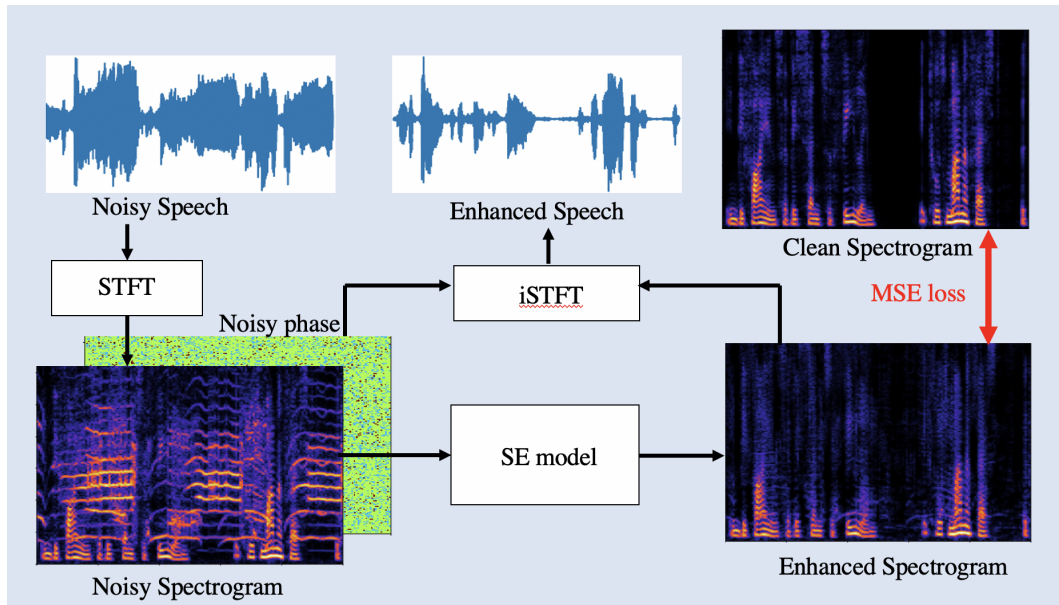 Noisy Speech
Enhanced Speech
Clean Spectrogram
STFT
iSTFT
MSE loss
Noisy phase
SE model
Noisy Spectrogram
Enhanced Spectrogram